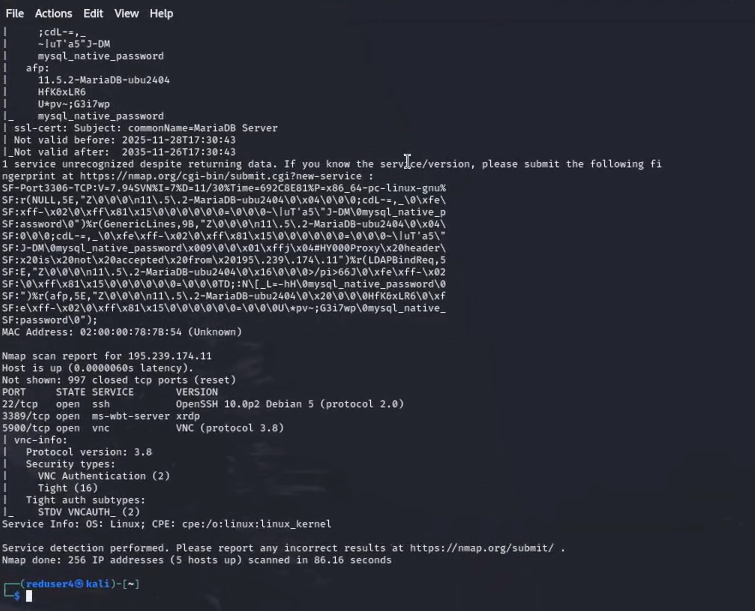 File Actions Edit View Help
|     ;cdL-=,_
|     ~|uT'a5"J-DM
|     mysql_native_password
|   afp:
|     11.5.2-MariaDB-ubu2404
|     HfK&xLR6
|     U*pv~;G3i7wp
|_    mysql_native_password
| ssl-cert: Subject: commonName=MariaDB Server
| Not valid before: 2025-11-28T17:30:43
|_Not valid after:  2035-11-26T17:30:43
1 service unrecognized despite returning data. If you know the service/version, please submit the following fi
ngerprint at https://nmap.org/cgi-bin/submit.cgi?new-service :
SF-Port3306-TCP:V=7.94SVN%I=7%D=11/30%Time=692C8E81%P=x86_64-pc-linux-gnu%
SF:r(NULL,5E,"Z\0\0\0\n11\.5\.2-MariaDB-ubu2404\0\x04\0\0\0;cdL-=,_\0\xfe\
SF:xff-\x02\0\xff\x81\x15\0\0\0\0\0\0=\0\0\0~\|uT'a5\"J-DM\0mysql_native_p
SF:assword\0")%r(GenericLines,9B,"Z\0\0\0\n11\.5\.2-MariaDB-ubu2404\0\x04\
SF:0\0\0;cdL-=,_\0\xfe\xff-\x02\0\xff\x81\x15\0\0\0\0\0\0=\0\0\0~\|uT'a5\"
SF:J-DM\0mysql_native_password\0\x009\0\0\x01\xffj\x04#HY000Proxy\x20header\
SF:x20is\x20not\x20accepted\x20from\x20195\.239\.174\.11")%r(LDAPBindReq,5
SF:E,"Z\0\0\0\n11\.5\.2-MariaDB-ubu2404\0\x16\0\0\0>/pi>66J\0\xfe\xff-\x02
SF:\0\xff\x81\x15\0\0\0\0\0\0=\0\0\0TD;:N\[_L=-hH\0mysql_native_password\0
SF:")%r(afp,5E,"Z\0\0\0\n11\.5\.2-MariaDB-ubu2404\0\x20\0\0\0HfK&xLR6\0\xf
SF:e\xff-\x02\0\xff\x81\x15\0\0\0\0\0\0=\0\0\0U\*pv~;G3i7wp\0mysql_native_
SF:password\0");
MAC Address: 02:00:00:78:7B:54 (Unknown)
Nmap scan report for 195.239.174.11
Host is up (0.0000060s latency).
Not shown: 997 closed tcp ports (reset)
PORT     STATE SERVICE       VERSION
22/tcp   open  ssh           OpenSSH 10.0p2 Debian 5 (protocol 2.0)
3389/tcp open  ms-wbt-server xrdp
5900/tcp open  vnc           VNC (protocol 3.8)
| vnc-info:
|   Protocol version: 3.8
|   Security types:
|     VNC Authentication (2)
|     Tight (16)
|   Tight auth subtypes:
|_    STDV VNCAUTH_ (2)
Service Info: OS: Linux; CPE: cpe:/o:linux:linux_kernel
Service detection performed. Please report any incorrect results at https://nmap.org/submit/ .
Nmap done: 256 IP addresses (5 hosts up) scanned in 86.16 seconds
┌──(reduser4㉿kali)-[~]
└─$